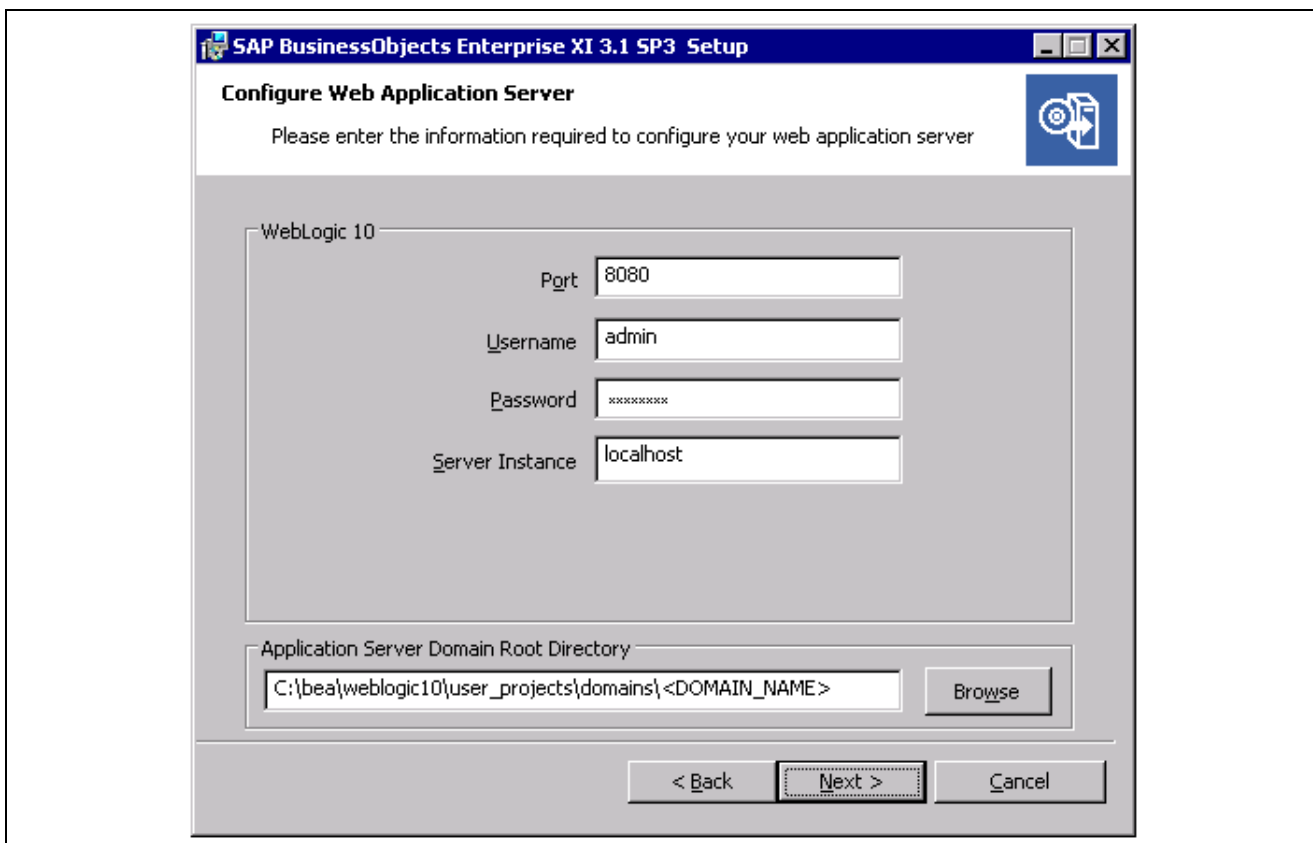 SAP BusinessObjects Enterprise XI 3.1 SP3 Setup
Configure Web Application Server
Please enter the information required to configure your web application server
WebLogic 10
Port 8080
Username admin
Password ********
Server Instance localhost
Application Server Domain Root Directory
C:\bea\weblogic10\user_projects\domains\<DOMAIN_NAME> Browse
< Back Next > Cancel